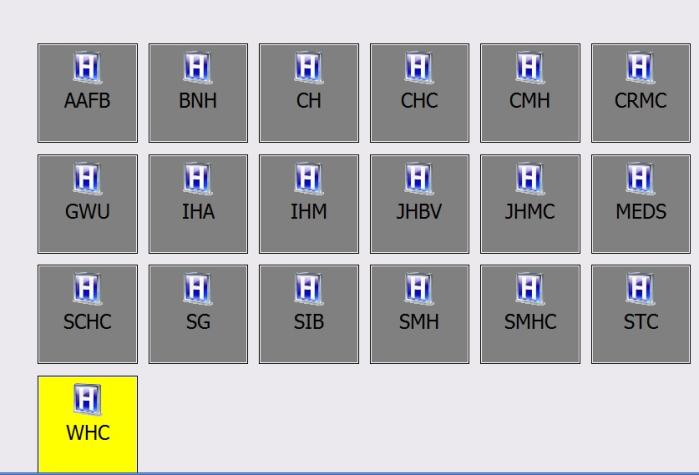 AAFB BNH CH CHC CMH CRMC
GWU IHA IHM JHBV JHMC MEDS
SCHC SG SIB SMH SMHC STC
WHC